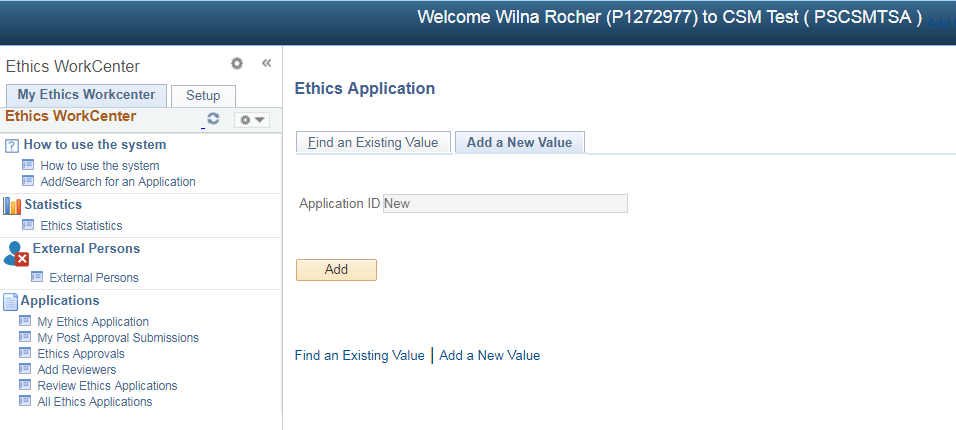 Welcome Wilna Rocher (P1272977) to CSM Test ( PSCSMTSA )
Add
Ethics WorkCenter
«
My Ethics Workcenter
Setup
Ethics WorkCenter
? How to use the system
How to use the system
Add/Search for an Application
Statistics
Ethics Statistics
External Persons
External Persons
Applications
My Ethics Application
My Post Approval Submissions
Ethics Approvals
Add Reviewers
Review Ethics Applications
All Ethics Applications
Ethics Application
Find an Existing Value
Add a New Value
Application ID New
Add
Find an Existing Value | Add a New Value